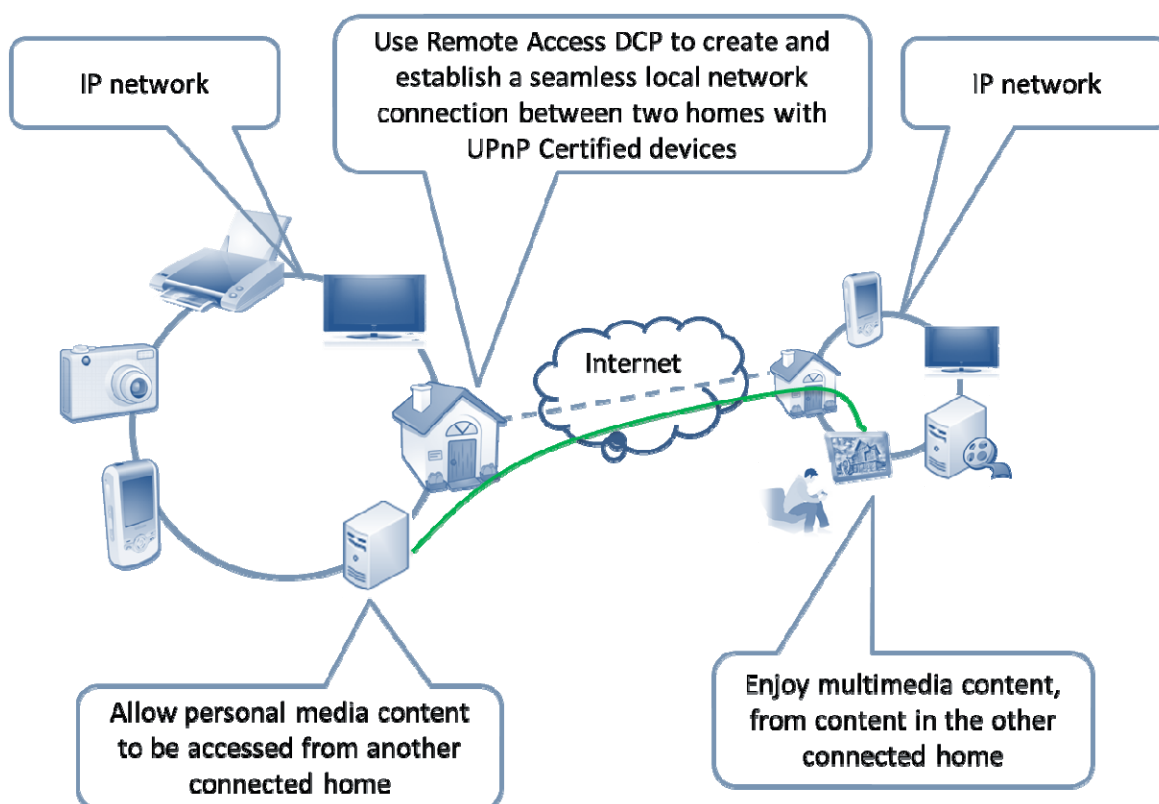 IP network
Use Remote Access DCP to create and
establish a seamless local network
connection between two homes with
UPnP Certified devices
IP network
Internet
Allow personal media content
to be accessed from another
connected home
Enjoy multimedia content,
from content in the other
connected home